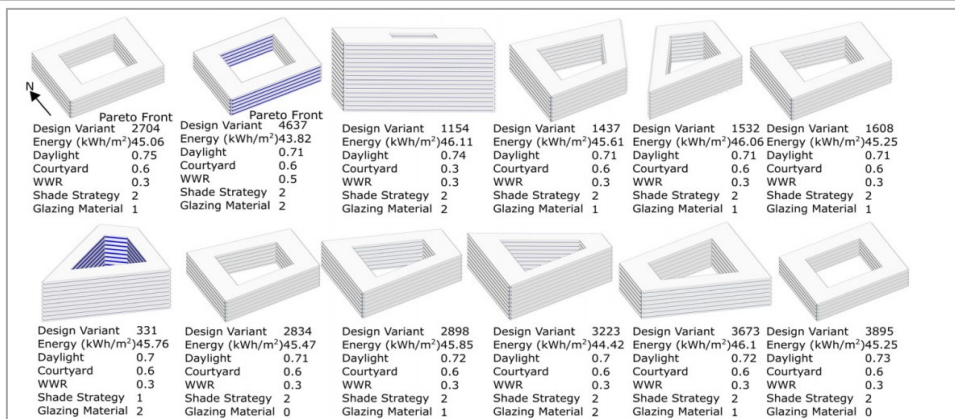 N
Pareto Front
Design Variant 2704
Energy (kWh/m²)45.06
Daylight 0.75
Courtyard 0.6
WWR 0.3
Shade Strategy 2
Glazing Material 1
Pareto Front
Design Variant 4637
Energy (kWh/m²)43.82
Daylight 0.71
Courtyard 0.6
WWR 0.5
Shade Strategy 2
Glazing Material 2
Design Variant 1154
Energy (kWh/m²)46.11
Daylight 0.74
Courtyard 0.3
WWR 0.3
Shade Strategy 2
Glazing Material 2
Design Variant 1437
Energy (kWh/m²)45.61
Daylight 0.71
Courtyard 0.6
WWR 0.3
Shade Strategy 2
Glazing Material 1
Design Variant 1532
Energy (kWh/m²)46.06
Daylight 0.71
Courtyard 0.6
WWR 0.3
Shade Strategy 2
Glazing Material 1
Design Variant 1608
Energy (kWh/m²)45.25
Daylight 0.71
Courtyard 0.6
WWR 0.3
Shade Strategy 2
Glazing Material 1
Design Variant 331
Energy (kWh/m²)45.76
Daylight 0.7
Courtyard 0.6
WWR 0.3
Shade Strategy 1
Glazing Material 2
Design Variant 2834
Energy (kWh/m²)45.47
Daylight 0.71
Courtyard 0.6
WWR 0.3
Shade Strategy 2
Glazing Material 0
Design Variant 2898
Energy (kWh/m²)45.85
Daylight 0.72
Courtyard 0.6
WWR 0.3
Shade Strategy 2
Glazing Material 1
Design Variant 3223
Energy (kWh/m²)44.42
Daylight 0.7
Courtyard 0.6
WWR 0.3
Shade Strategy 2
Glazing Material 2
Design Variant 3673
Energy (kWh/m²)46.1
Daylight 0.72
Courtyard 0.6
WWR 0.3
Shade Strategy 2
Glazing Material 1
Design Variant 3895
Energy (kWh/m²)45.25
Daylight 0.73
Courtyard 0.6
WWR 0.3
Shade Strategy 2
Glazing Material 0